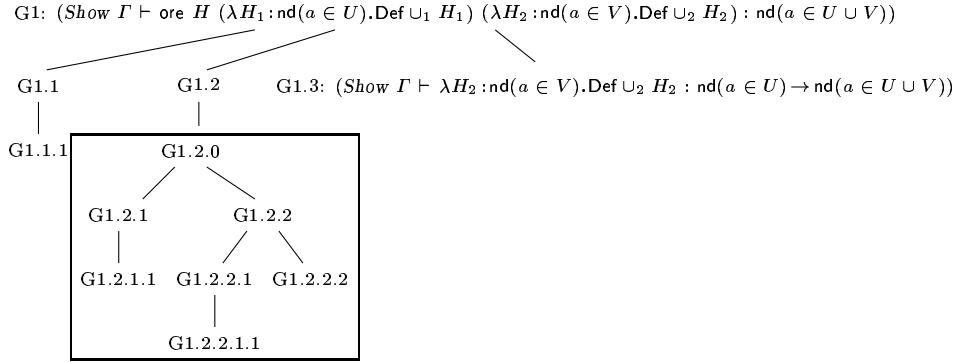 G1: (Show Γ ⊢ ore H (λH₁:nd(a ∈ U).Def ∪₁ H₁) (λH₂:nd(a ∈ V).Def ∪₂ H₂) : nd(a ∈ U ∪ V))
G1.1 G1.2 G1.3: (Show Γ ⊢ λH₂:nd(a ∈ V).Def ∪₂ H₂ : nd(a ∈ U)→nd(a ∈ U ∪ V))
G1.1.1 G1.2.0
G1.2.1 G1.2.2
G1.2.1.1 G1.2.2.1 G1.2.2.2
G1.2.2.1.1